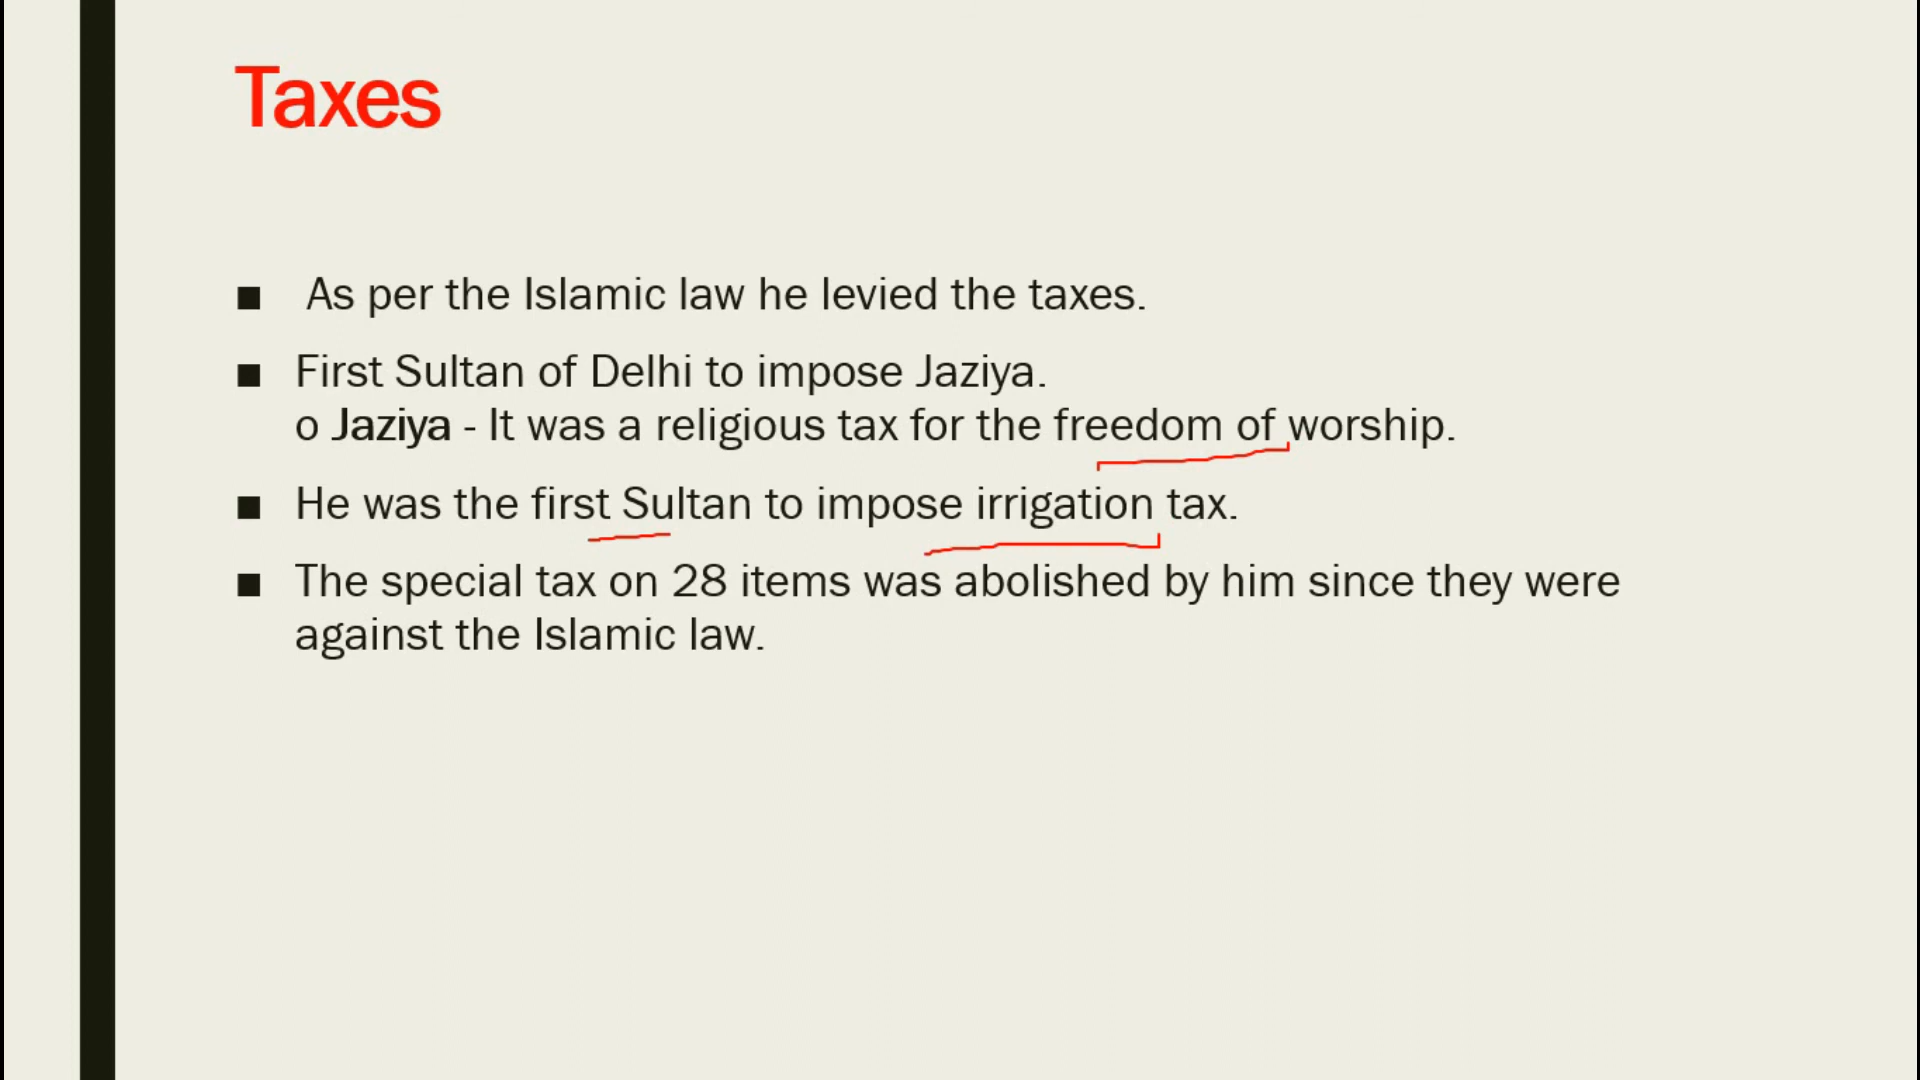 Taxes
■ As per the Islamic law he levied the taxes.
■ First Sultan of Delhi to impose Jaziya.
o Jaziya - It was a religious tax for the freedom of worship.
■ He was the first Sultan to impose irrigation tax.
■ The special tax on 28 items was abolished by him since they were
against the Islamic law.